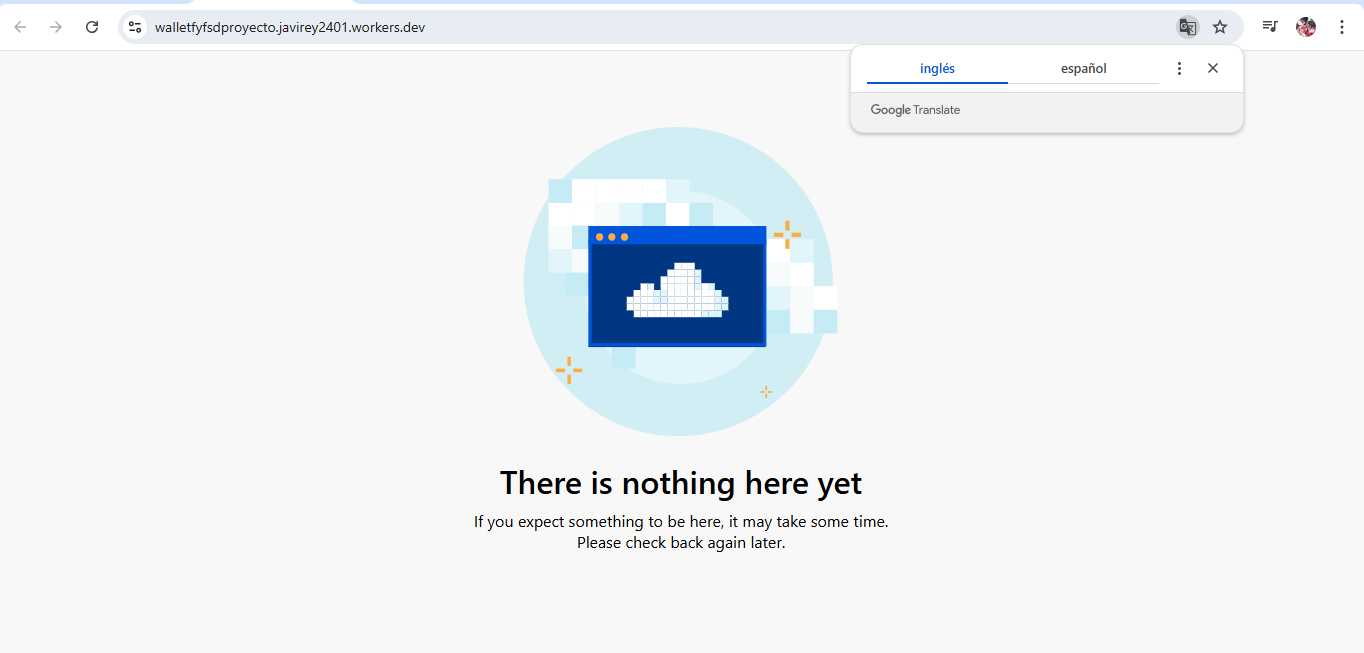 walletfyfsdproyecto.javirey2401.workers.dev
inglés español
Google Translate
There is nothing here yet
If you expect something to be here, it may take some time.
Please check back again later.